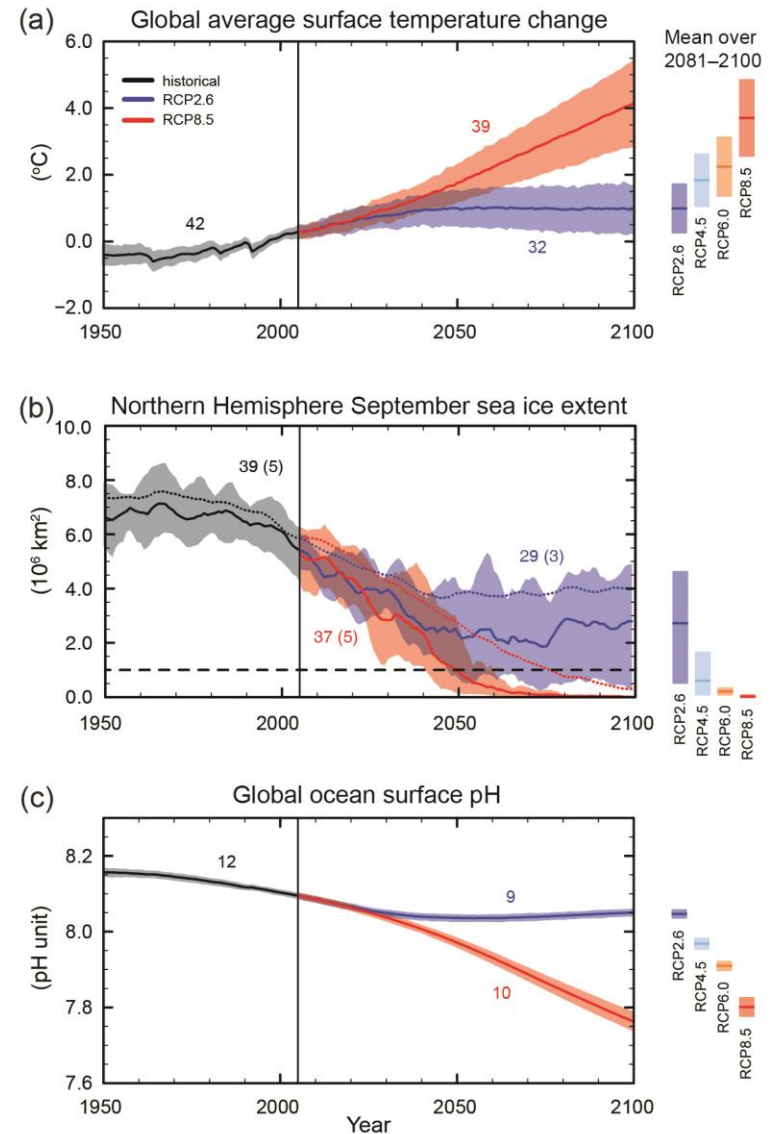 (a) Global average surface temperature change
Mean over
2081–2100
6.0
4.0
2.0
0.0
−2.0
(°C)
historical
RCP2.6
RCP8.5
42
39
32
1950 2000 2050 2100
RCP2.6
RCP4.5
RCP6.0
RCP8.5
(b) Northern Hemisphere September sea ice extent
10.0
8.0
6.0
4.0
2.0
0.0
(10⁶ km²)
39 (5)
29 (3)
37 (5)
1950 2000 2050 2100
RCP2.6
RCP4.5
RCP6.0
RCP8.5
(c) Global ocean surface pH
8.2
8.0
7.8
7.6
(pH unit)
12
9
10
1950 2000 2050 2100
Year
RCP2.6
RCP4.5
RCP6.0
RCP8.5